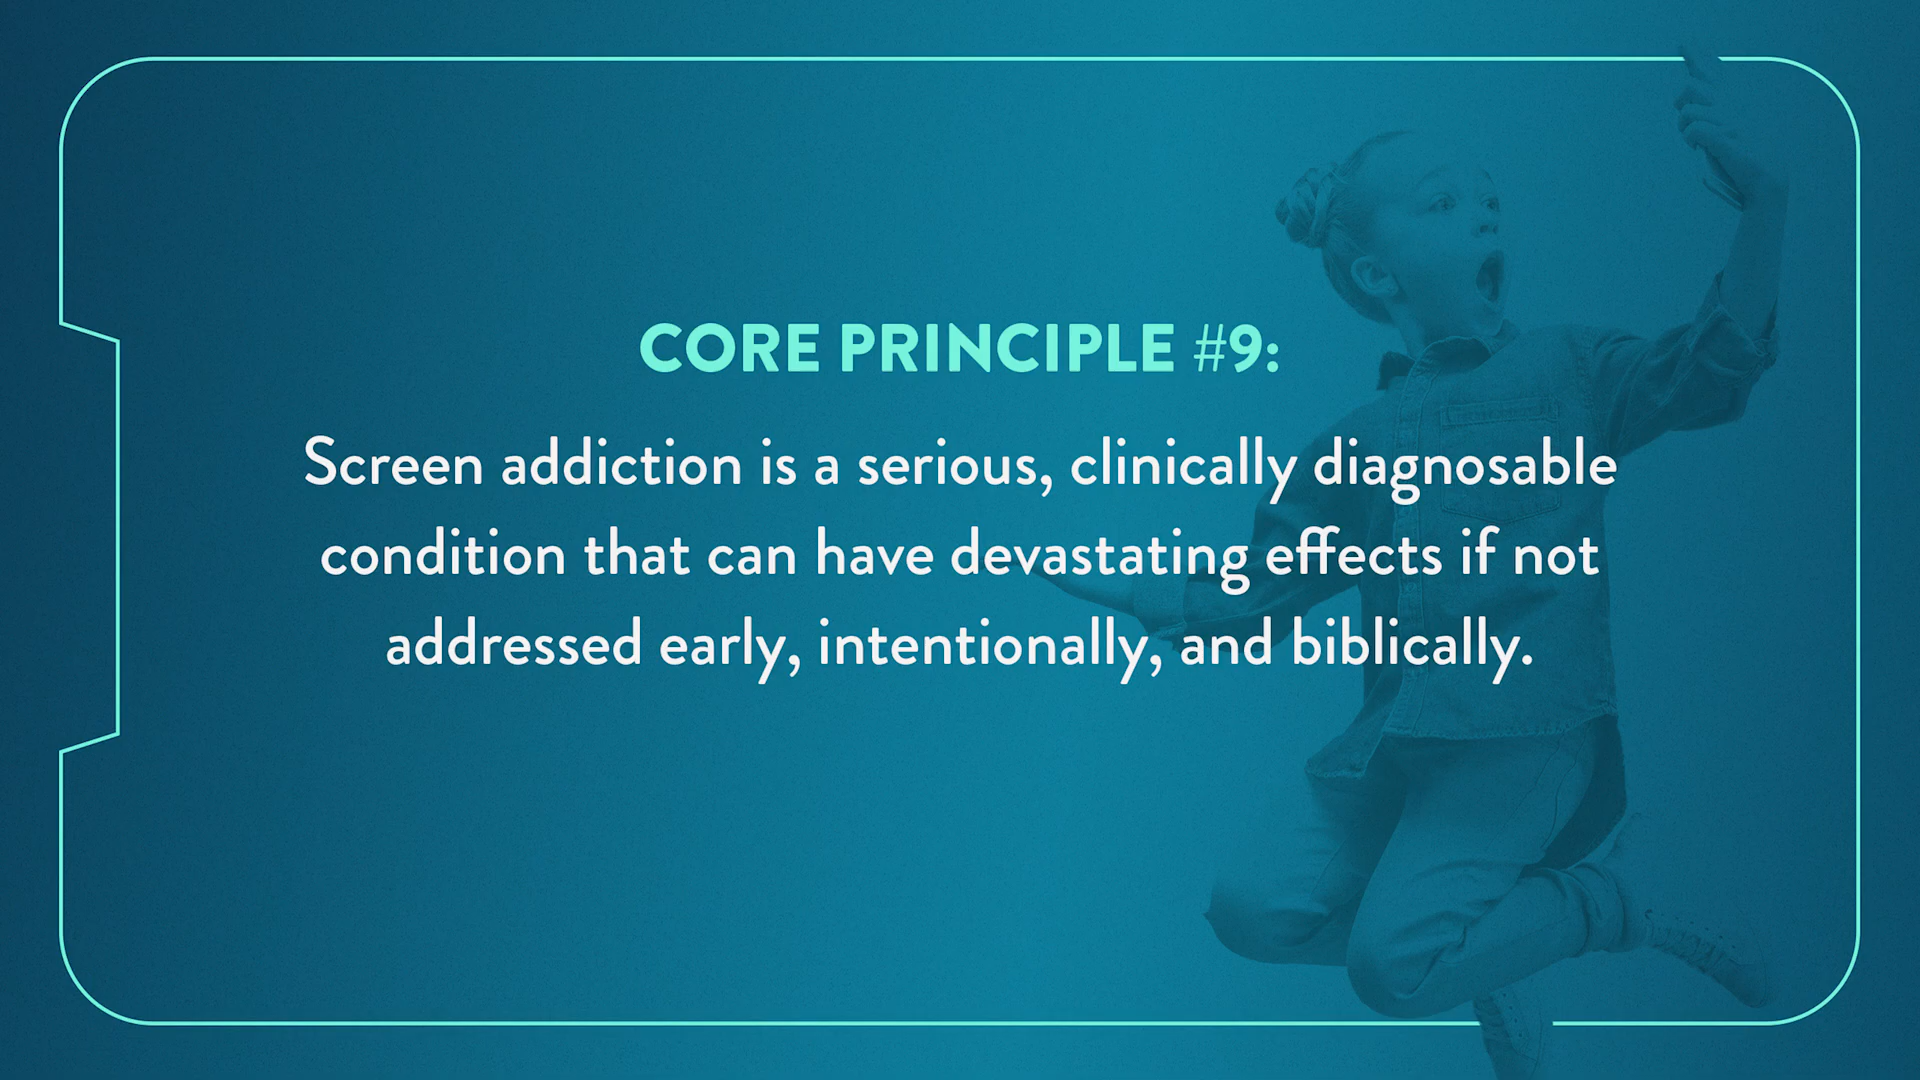 CORE PRINCIPLE #9:
Screen addiction is a serious, clinically diagnosable
condition that can have devastating effects if not
addressed early, intentionally, and biblically.